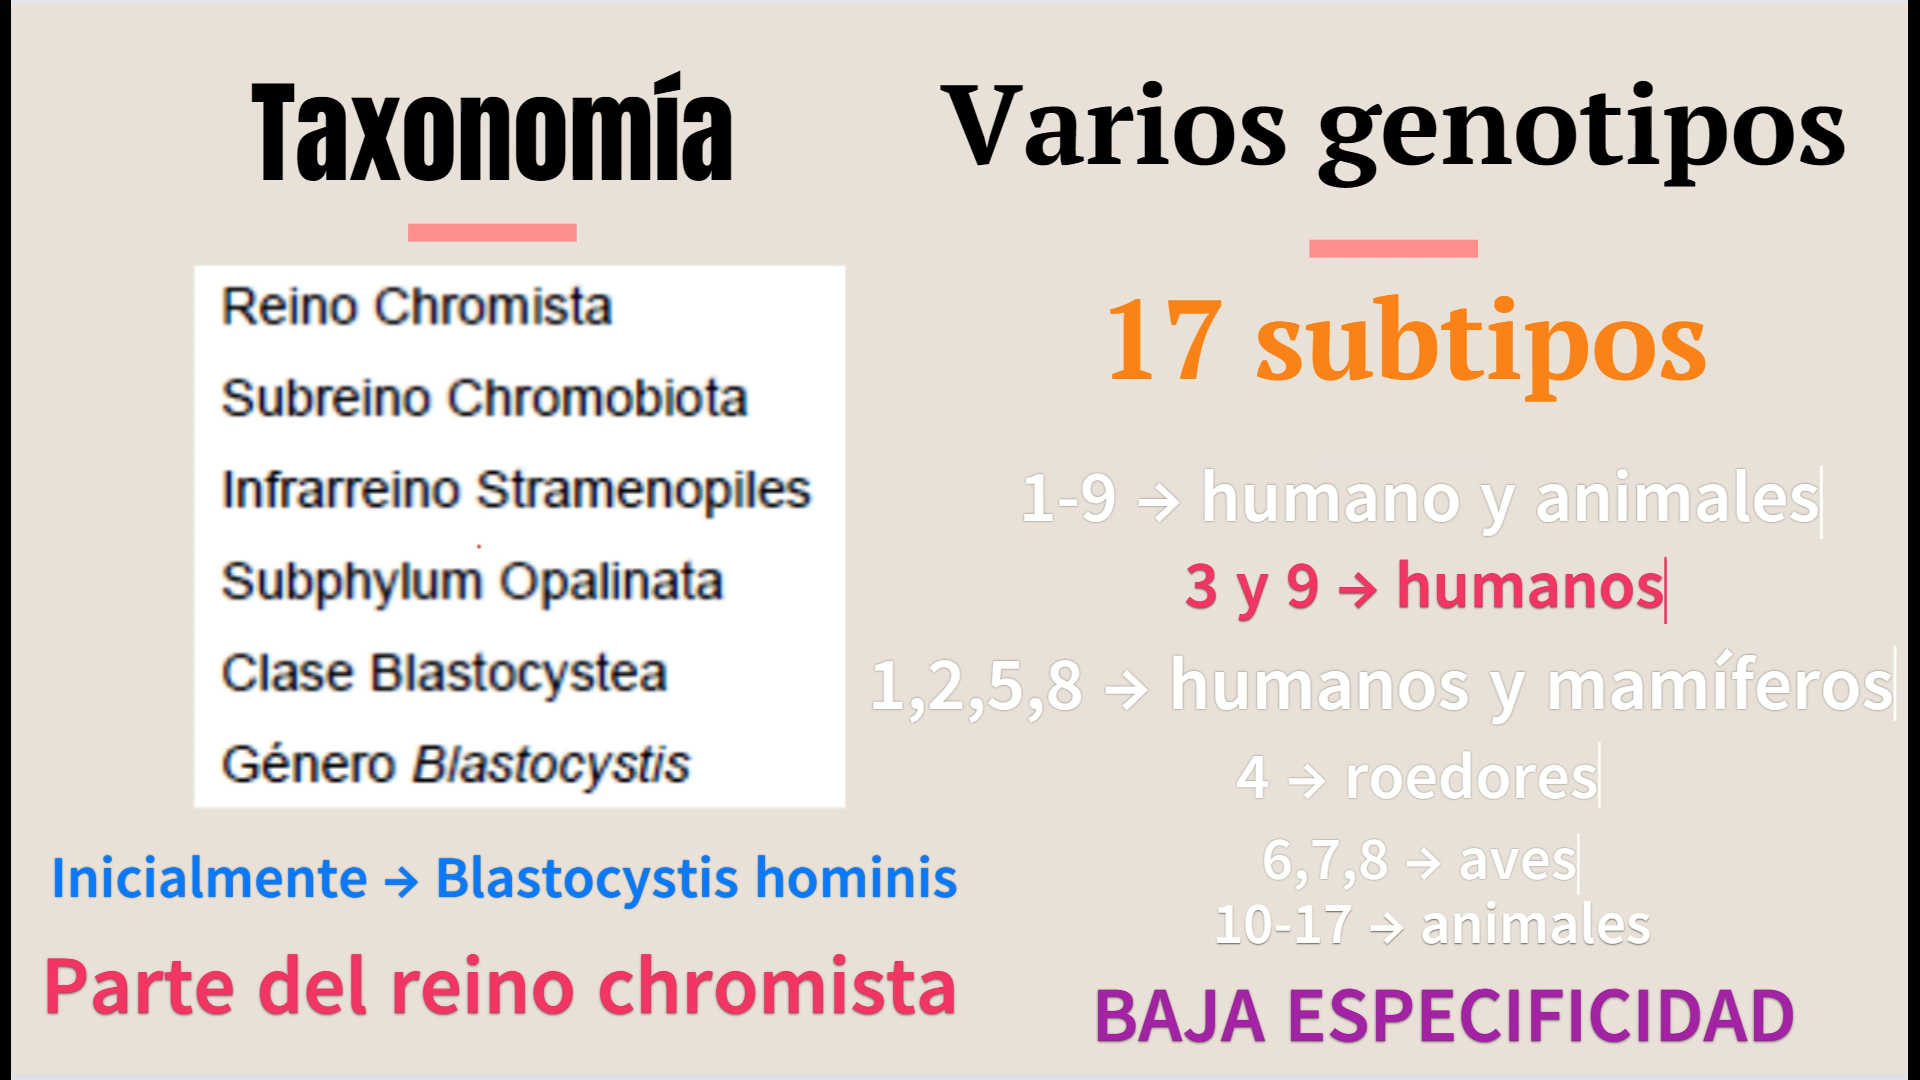 Taxonomía
Reino Chromista
Subreino Chromobiota
Infrarreino Stramenopiles
Subphylum Opalinata
Clase Blastocystea
Género Blastocystis
Inicialmente → Blastocystis hominis
Parte del reino chromista
Varios genotipos
17 subtipos
1-9 → humano y animales
3 y 9 → humanos
1,2,5,8 → humanos y mamíferos
4 → roedores
6,7,8 → aves
10-17 → animales
BAJA ESPECIFICIDAD